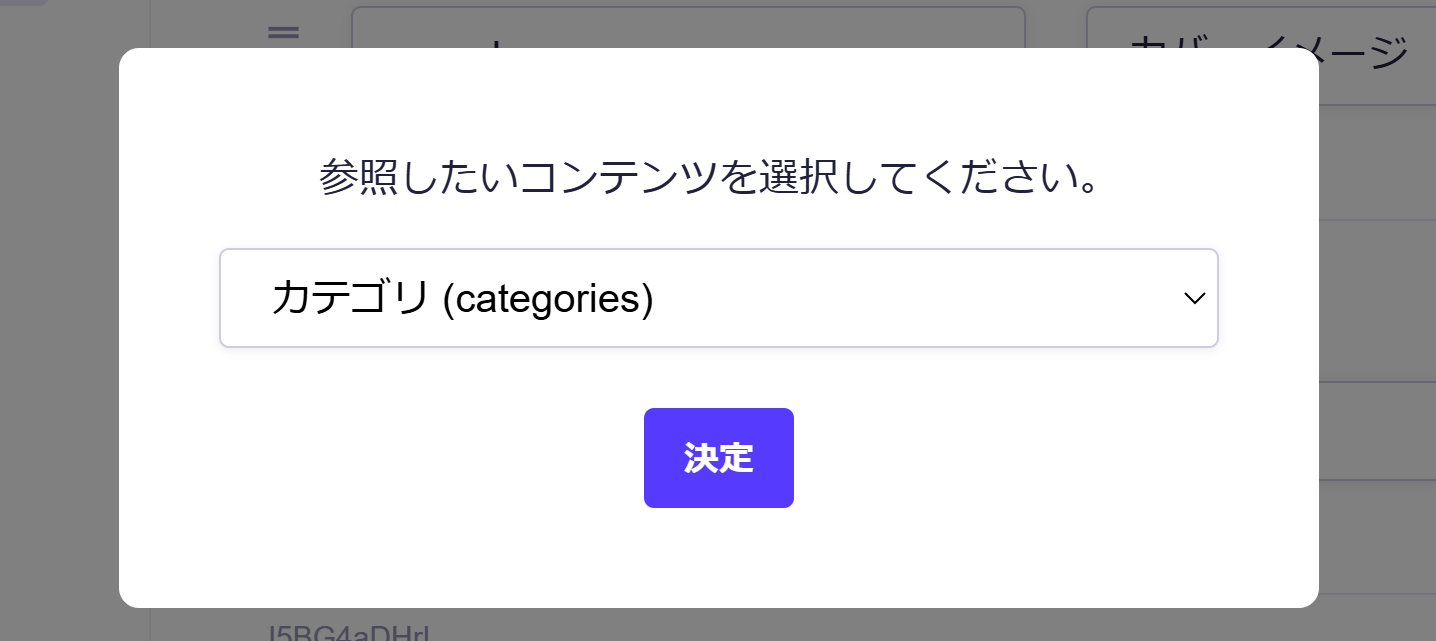 カバーイメージ
参照したいコンテンツを選択してください。
カテゴリ (categories)
決定